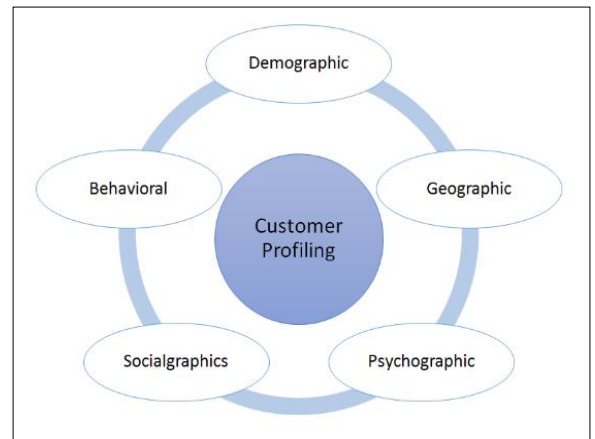 Demographic
Behavioral
Geographic
Customer
Profiling
Socialgraphics
Psychographic